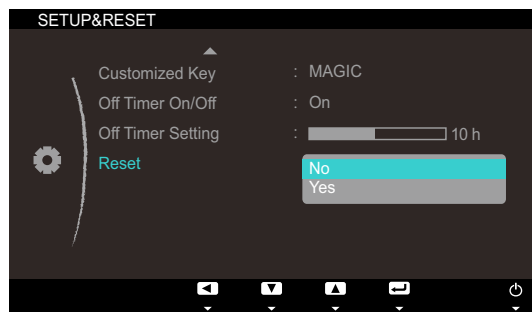 SETUP&RESET
Customized Key : MAGIC
Off Timer On/Off : On
Off Timer Setting : 10 h
Reset
No
Yes